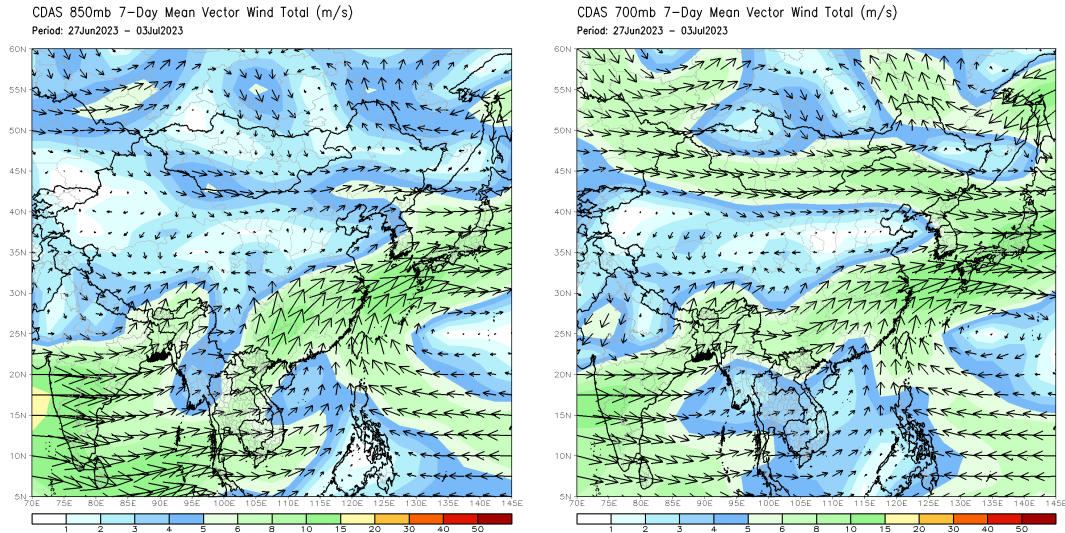 CDAS 850mb 7-Day Mean Vector Wind Total (m/s)
Period: 27Jun2023 - 03Jul2023
60N
55N
50N
45N
40N
35N
30N
25N
20N
15N
10N
5N
70E 75E 80E 85E 90E 95E 100E 105E 110E 115E 120E 125E 130E 135E 140E 145E
1 2 3 4 5 6 8 10 15 20 30 40 50
CDAS 700mb 7-Day Mean Vector Wind Total (m/s)
Period: 27Jun2023 - 03Jul2023
60N
55N
50N
45N
40N
35N
30N
25N
20N
15N
10N
5N
70E 75E 80E 85E 90E 95E 100E 105E 110E 115E 120E 125E 130E 135E 140E 145E
1 2 3 4 5 6 8 10 15 20 30 40 50